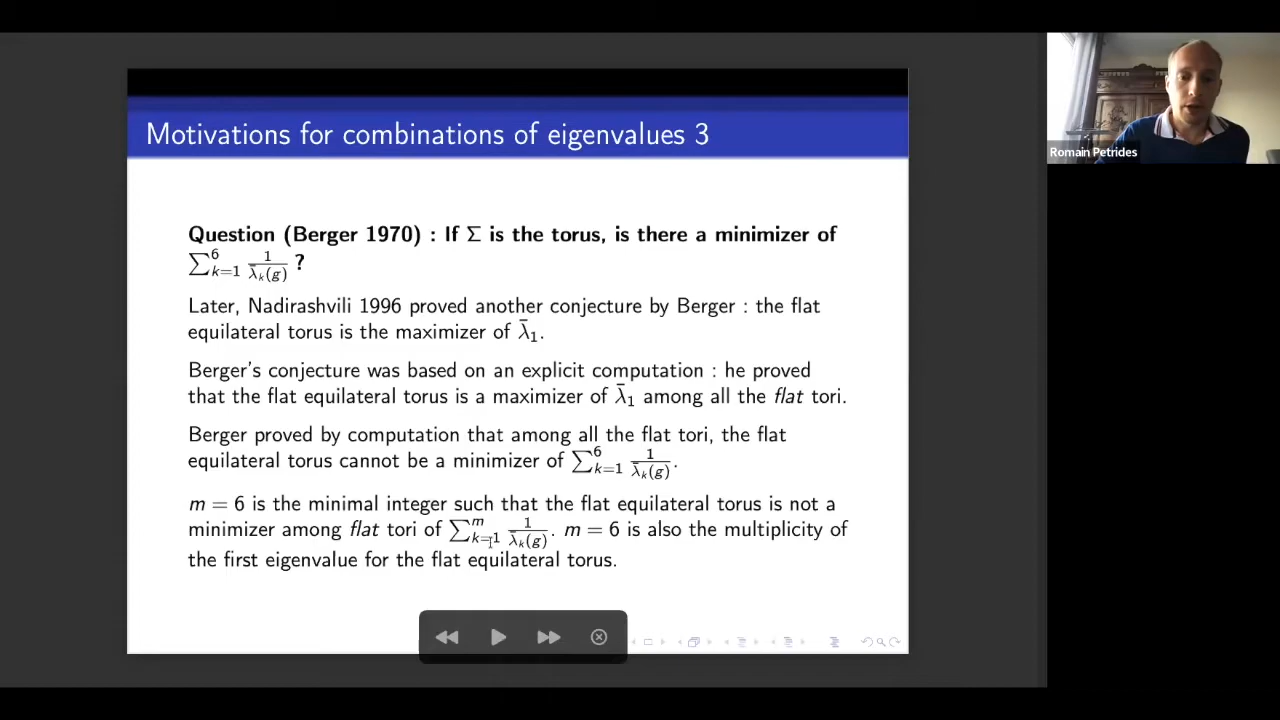 Motivations for combinations of eigenvalues 3
Romain Petrides
Question (Berger 1970) : If Σ is the torus, is there a minimizer of
∑_{k=1}^{6} 1/λ̄_k(g) ?
Later, Nadirashvili 1996 proved another conjecture by Berger : the flat
equilateral torus is the maximizer of λ̄_1.
Berger's conjecture was based on an explicit computation : he proved
that the flat equilateral torus is a maximizer of λ̄_1 among all the flat tori.
Berger proved by computation that among all the flat tori, the flat
equilateral torus cannot be a minimizer of ∑_{k=1}^{6} 1/λ̄_k(g).
m = 6 is the minimal integer such that the flat equilateral torus is not a
minimizer among flat tori of ∑_{k=1}^{m} 1/λ̄_k(g). m = 6 is also the multiplicity of
the first eigenvalue for the flat equilateral torus.